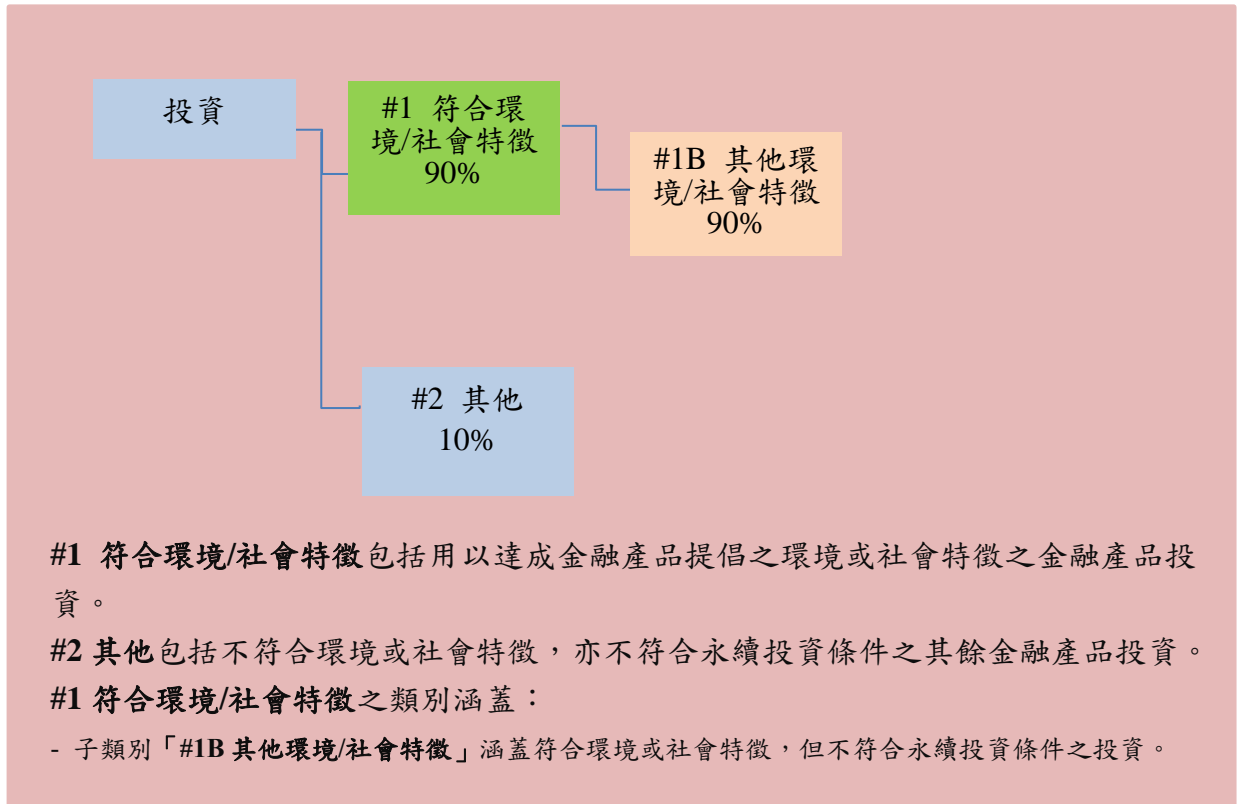 投資
#1 符合環
境/社會特徵
90%
#1B 其他環
境/社會特徵
90%
#2 其他
10%
#1 符合環境/社會特徵包括用以達成金融產品提倡之環境或社會特徵之金融產品投
資。
#2 其他包括不符合環境或社會特徵，亦不符合永續投資條件之其餘金融產品投資。
#1 符合環境/社會特徵之類別涵蓋：
- 子類別「#1B 其他環境/社會特徵」涵蓋符合環境或社會特徵，但不符合永續投資條件之投資。